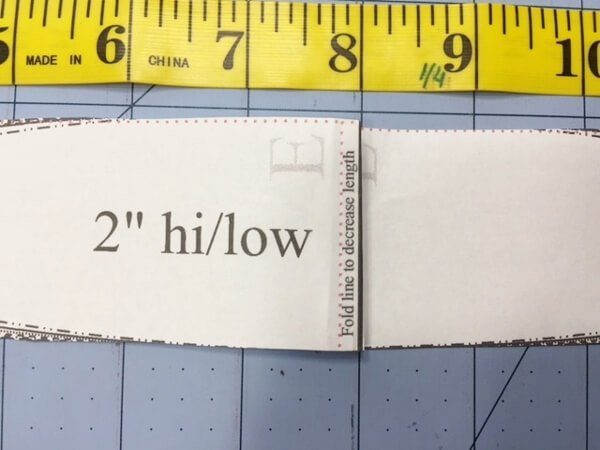 5 MADE IN 6 CHINA 7 8 1/4 9 10
2" hi/low
Fold line to decrease length
E